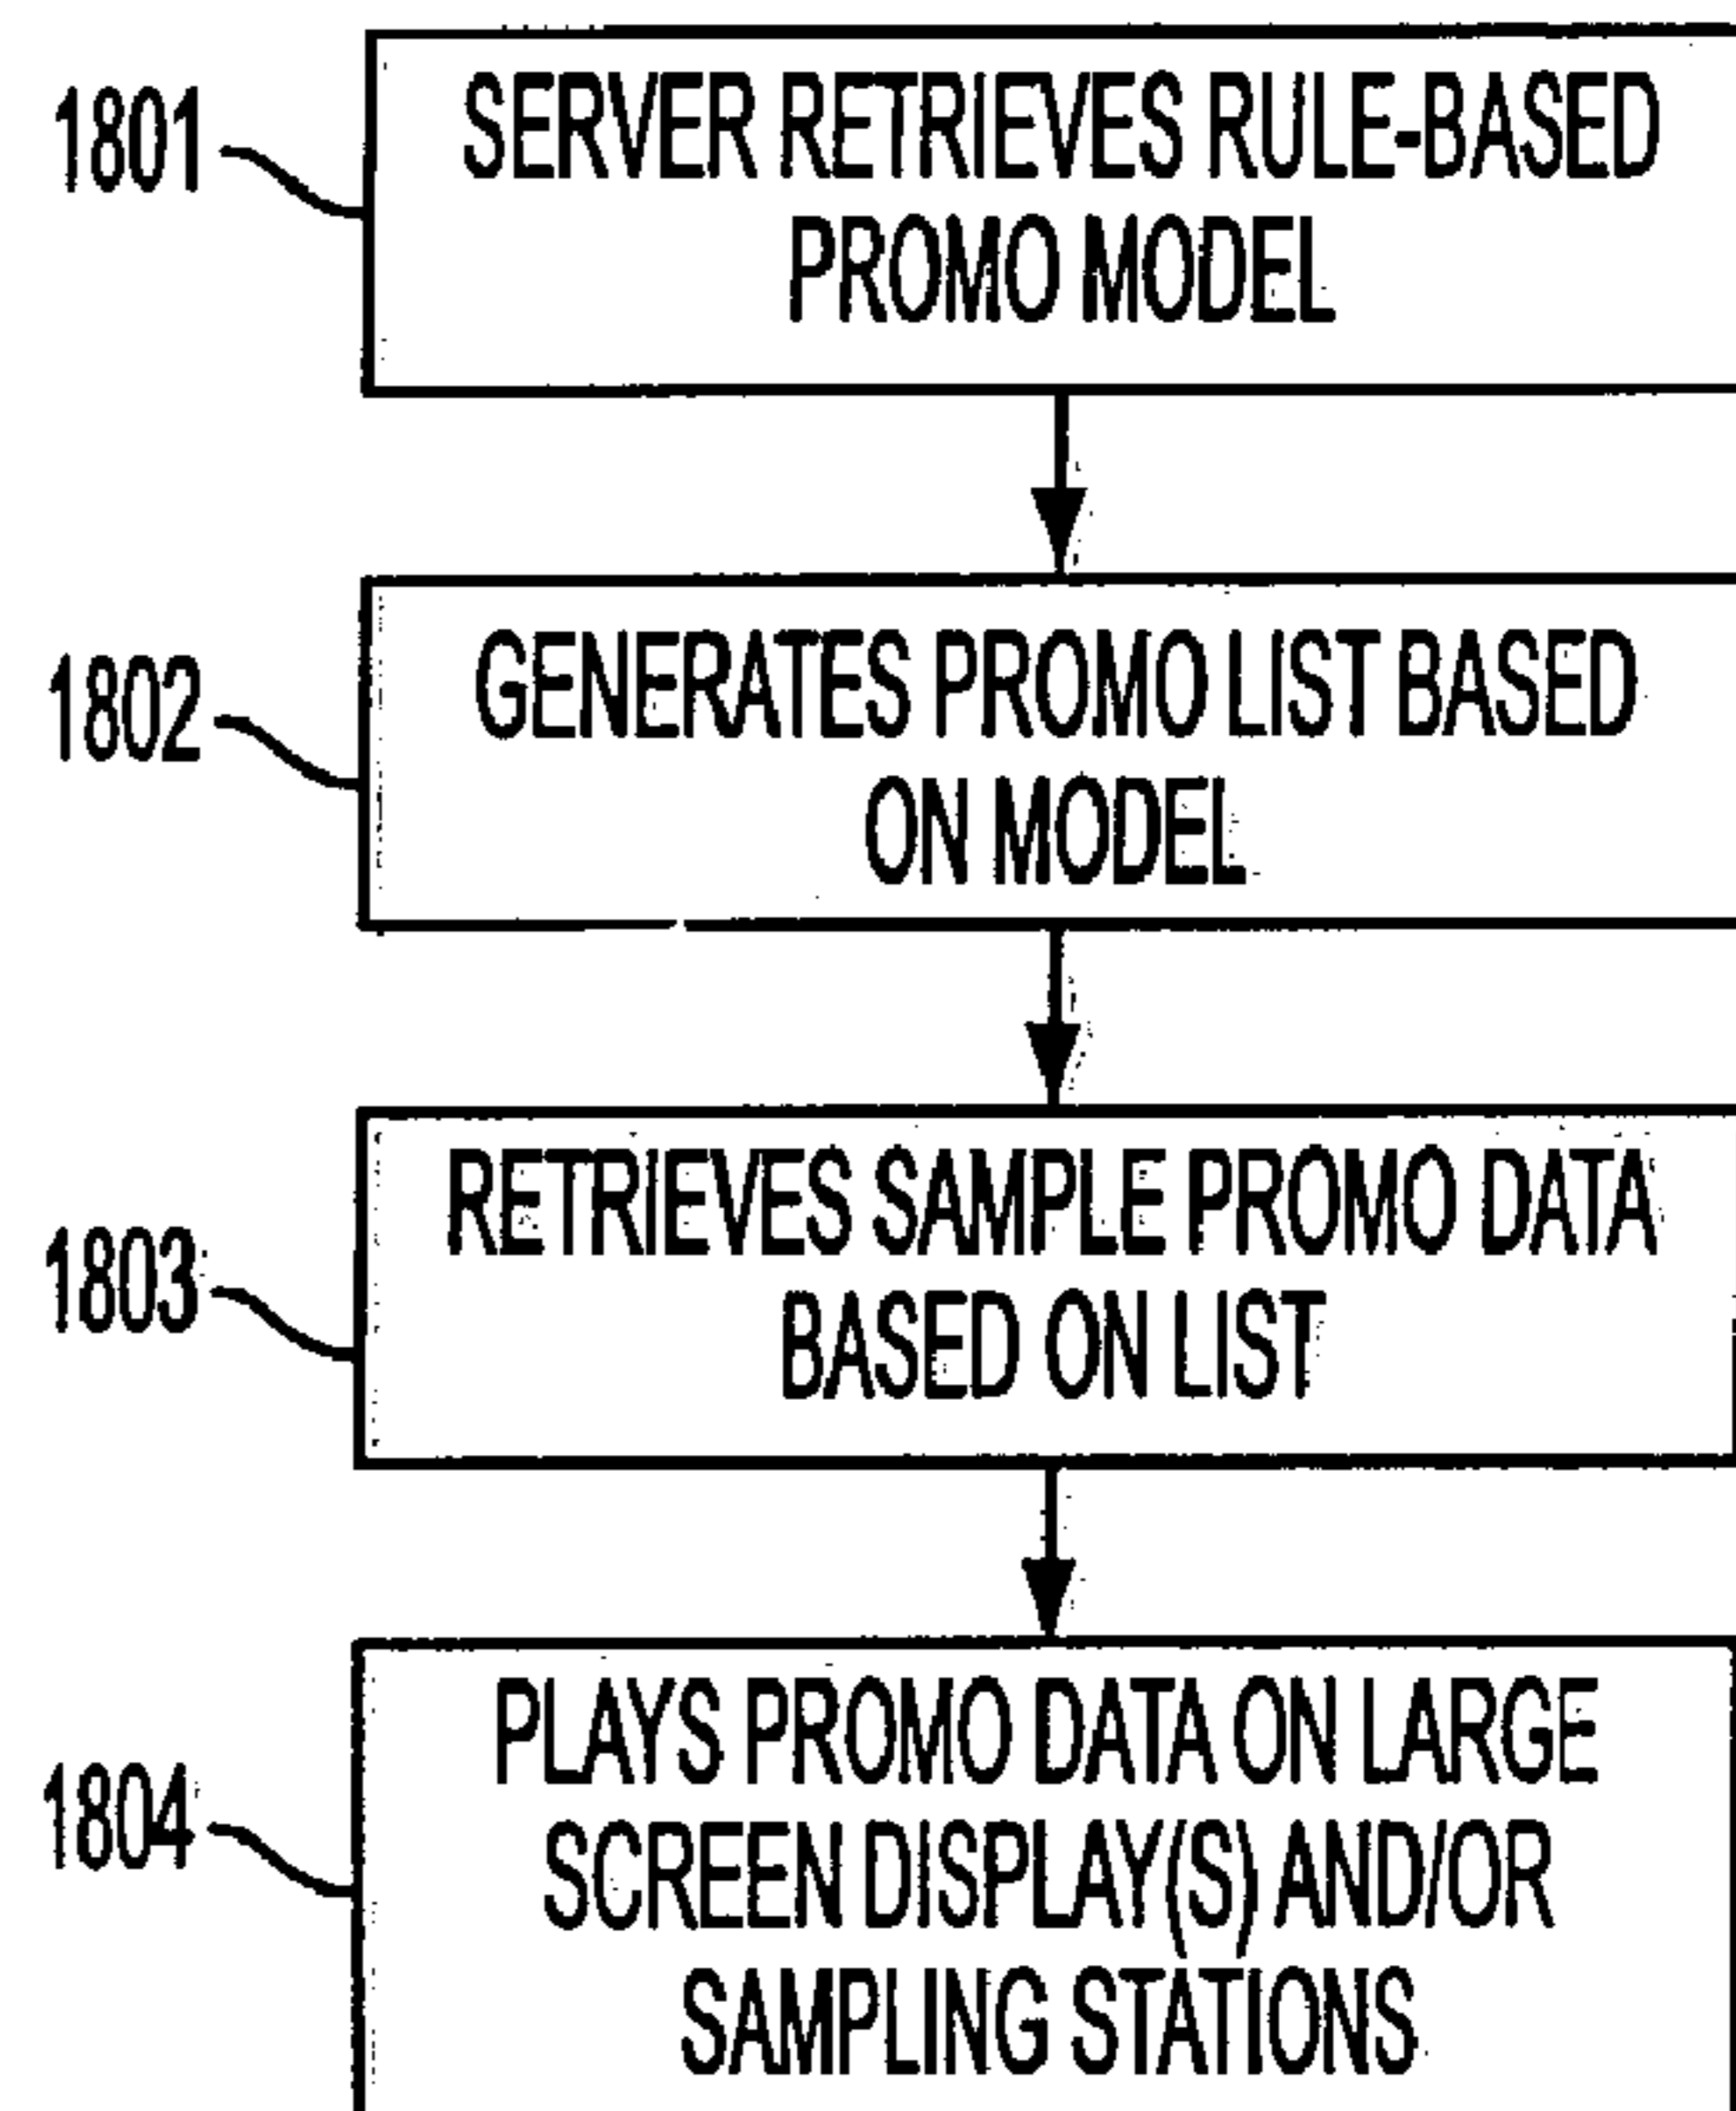 1801
SERVER RETRIEVES RULE-BASED
PROMO MODEL
1802
GENERATES PROMO LIST BASED
ON MODEL
1803
RETRIEVES SAMPLE PROMO DATA
BASED ON LIST
1804
PLAYS PROMO DATA ON LARGE
SCREEN DISPLAY(S) AND/OR
SAMPLING STATIONS